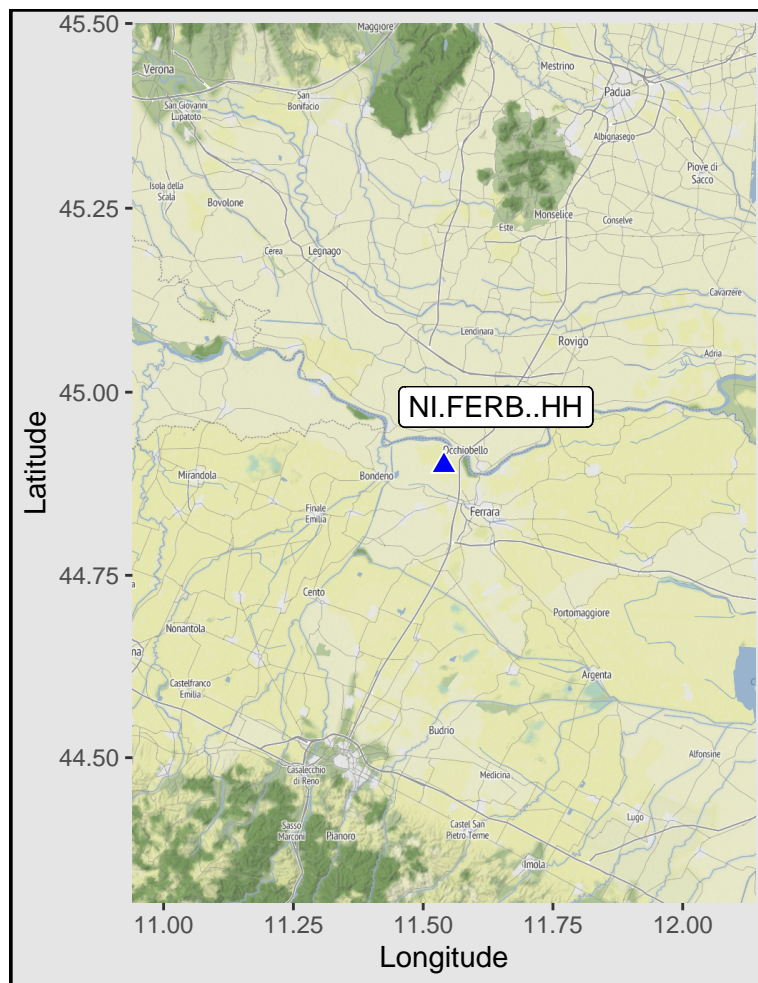 45.50
Maggiore
Mestrino
Verona
Padua
San
Bonifacio
San Giovanni
Lupatoto
Albignasego
Piove di
Sacco
Isola della
Scala
Bovolone
45.25
Monselice
Conselve
Este
Cerea
Legnago
Cavarzere
Lendinara
Rovigo
Adria
45.00
NI.FERB..HH
Occhiobello
Mirandola
Bondeno
Finale
Emilia
Ferrara
Latitude
44.75
Cento
Portomaggiore
Nonantola
na
Argenta
Castelfranco
Emilia
Budrio
44.50
Alfonsine
Casalecchio
di Reno
Medicina
Sasso
Marconi
Pianoro
Castel San
Pietro Terme
Lugo
Imola
11.00
11.25
11.50
11.75
12.00
Longitude